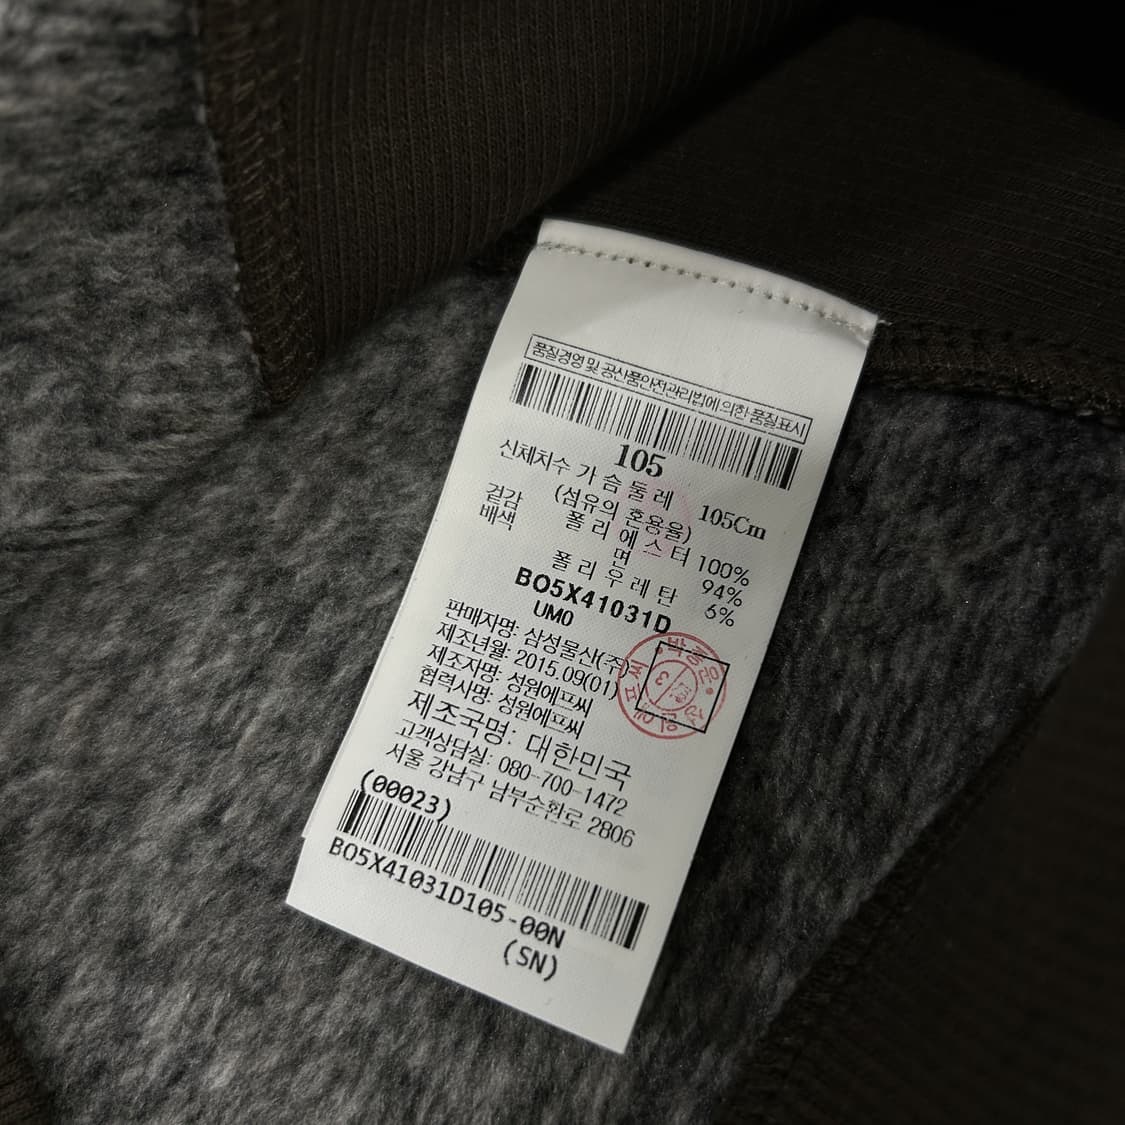 품질경영 및 공산품안전관리법에 의한 품질표시
105
신체치수 가 슴 둘 레 105Cm
(섬유의 혼용율)
겉감 폴 리 에 스 터 100%
배색 면 94%
폴 리 우 레 탄 6%
BO5X41031D
UM0
판매자명: 삼성물산(주)
제조년월: 2015.09(01)
제조자명: 성원에프씨
협력사명: 성원에프씨
제조국명: 대한민국
고객상담실: 080-700-1472
서울 강남구 남부순환로 2806
(00023)
BO5X41031D105-00N
(SN)